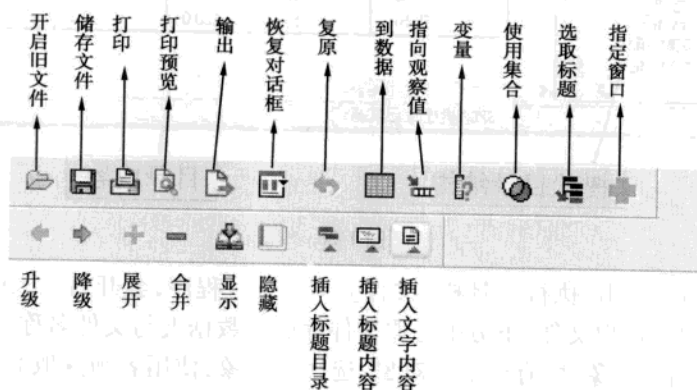 开启旧文件
储存文件
打印
打印预览
输出
恢复对话框
复原
到数据
指向观察值
变量
使用集合
选取标题
指定窗口
升级
降级
展开
合并
显示
隐藏
插入标题目录
插入标题内容
插入文字内容